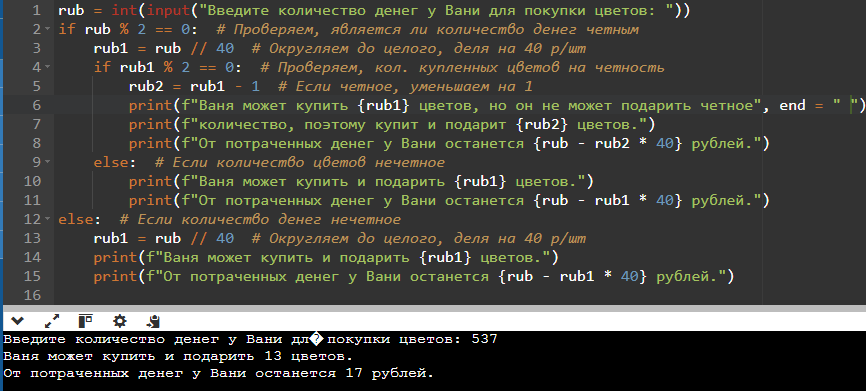 1 rub = int(input("Введите количество денег у Вани для покупки цветов: "))
2 if rub % 2 == 0:  # Проверяем, является ли количество денег четным
3     rub1 = rub // 40  # Округляем до целого, деля на 40 р/шт
4     if rub1 % 2 == 0:  # Проверяем, кол. купленных цветов на четность
5         rub2 = rub1 - 1  # Если четное, уменьшаем на 1
6         print(f"Ваня может купить {rub1} цветов, но он не может подарить четное", end = " ")
7         print(f"количество, поэтому купит и подарит {rub2} цветов.")
8         print(f"От потраченных денег у Вани останется {rub - rub2 * 40} рублей.")
9     else:  # Если количество цветов нечетное
10         print(f"Ваня может купить и подарить {rub1} цветов.")
11         print(f"От потраченных денег у Вани останется {rub - rub1 * 40} рублей.")
12 else:  # Если количество денег нечетное
13     rub1 = rub // 40  # Округляем до целого, деля на 40 р/шт
14     print(f"Ваня может купить и подарить {rub1} цветов.")
15     print(f"От потраченных денег у Вани останется {rub - rub1 * 40} рублей.")
16
Введите количество денег у Вани дл� покупки цветов: 537
Ваня может купить и подарить 13 цветов.
От потраченных денег у Вани останется 17 рублей.